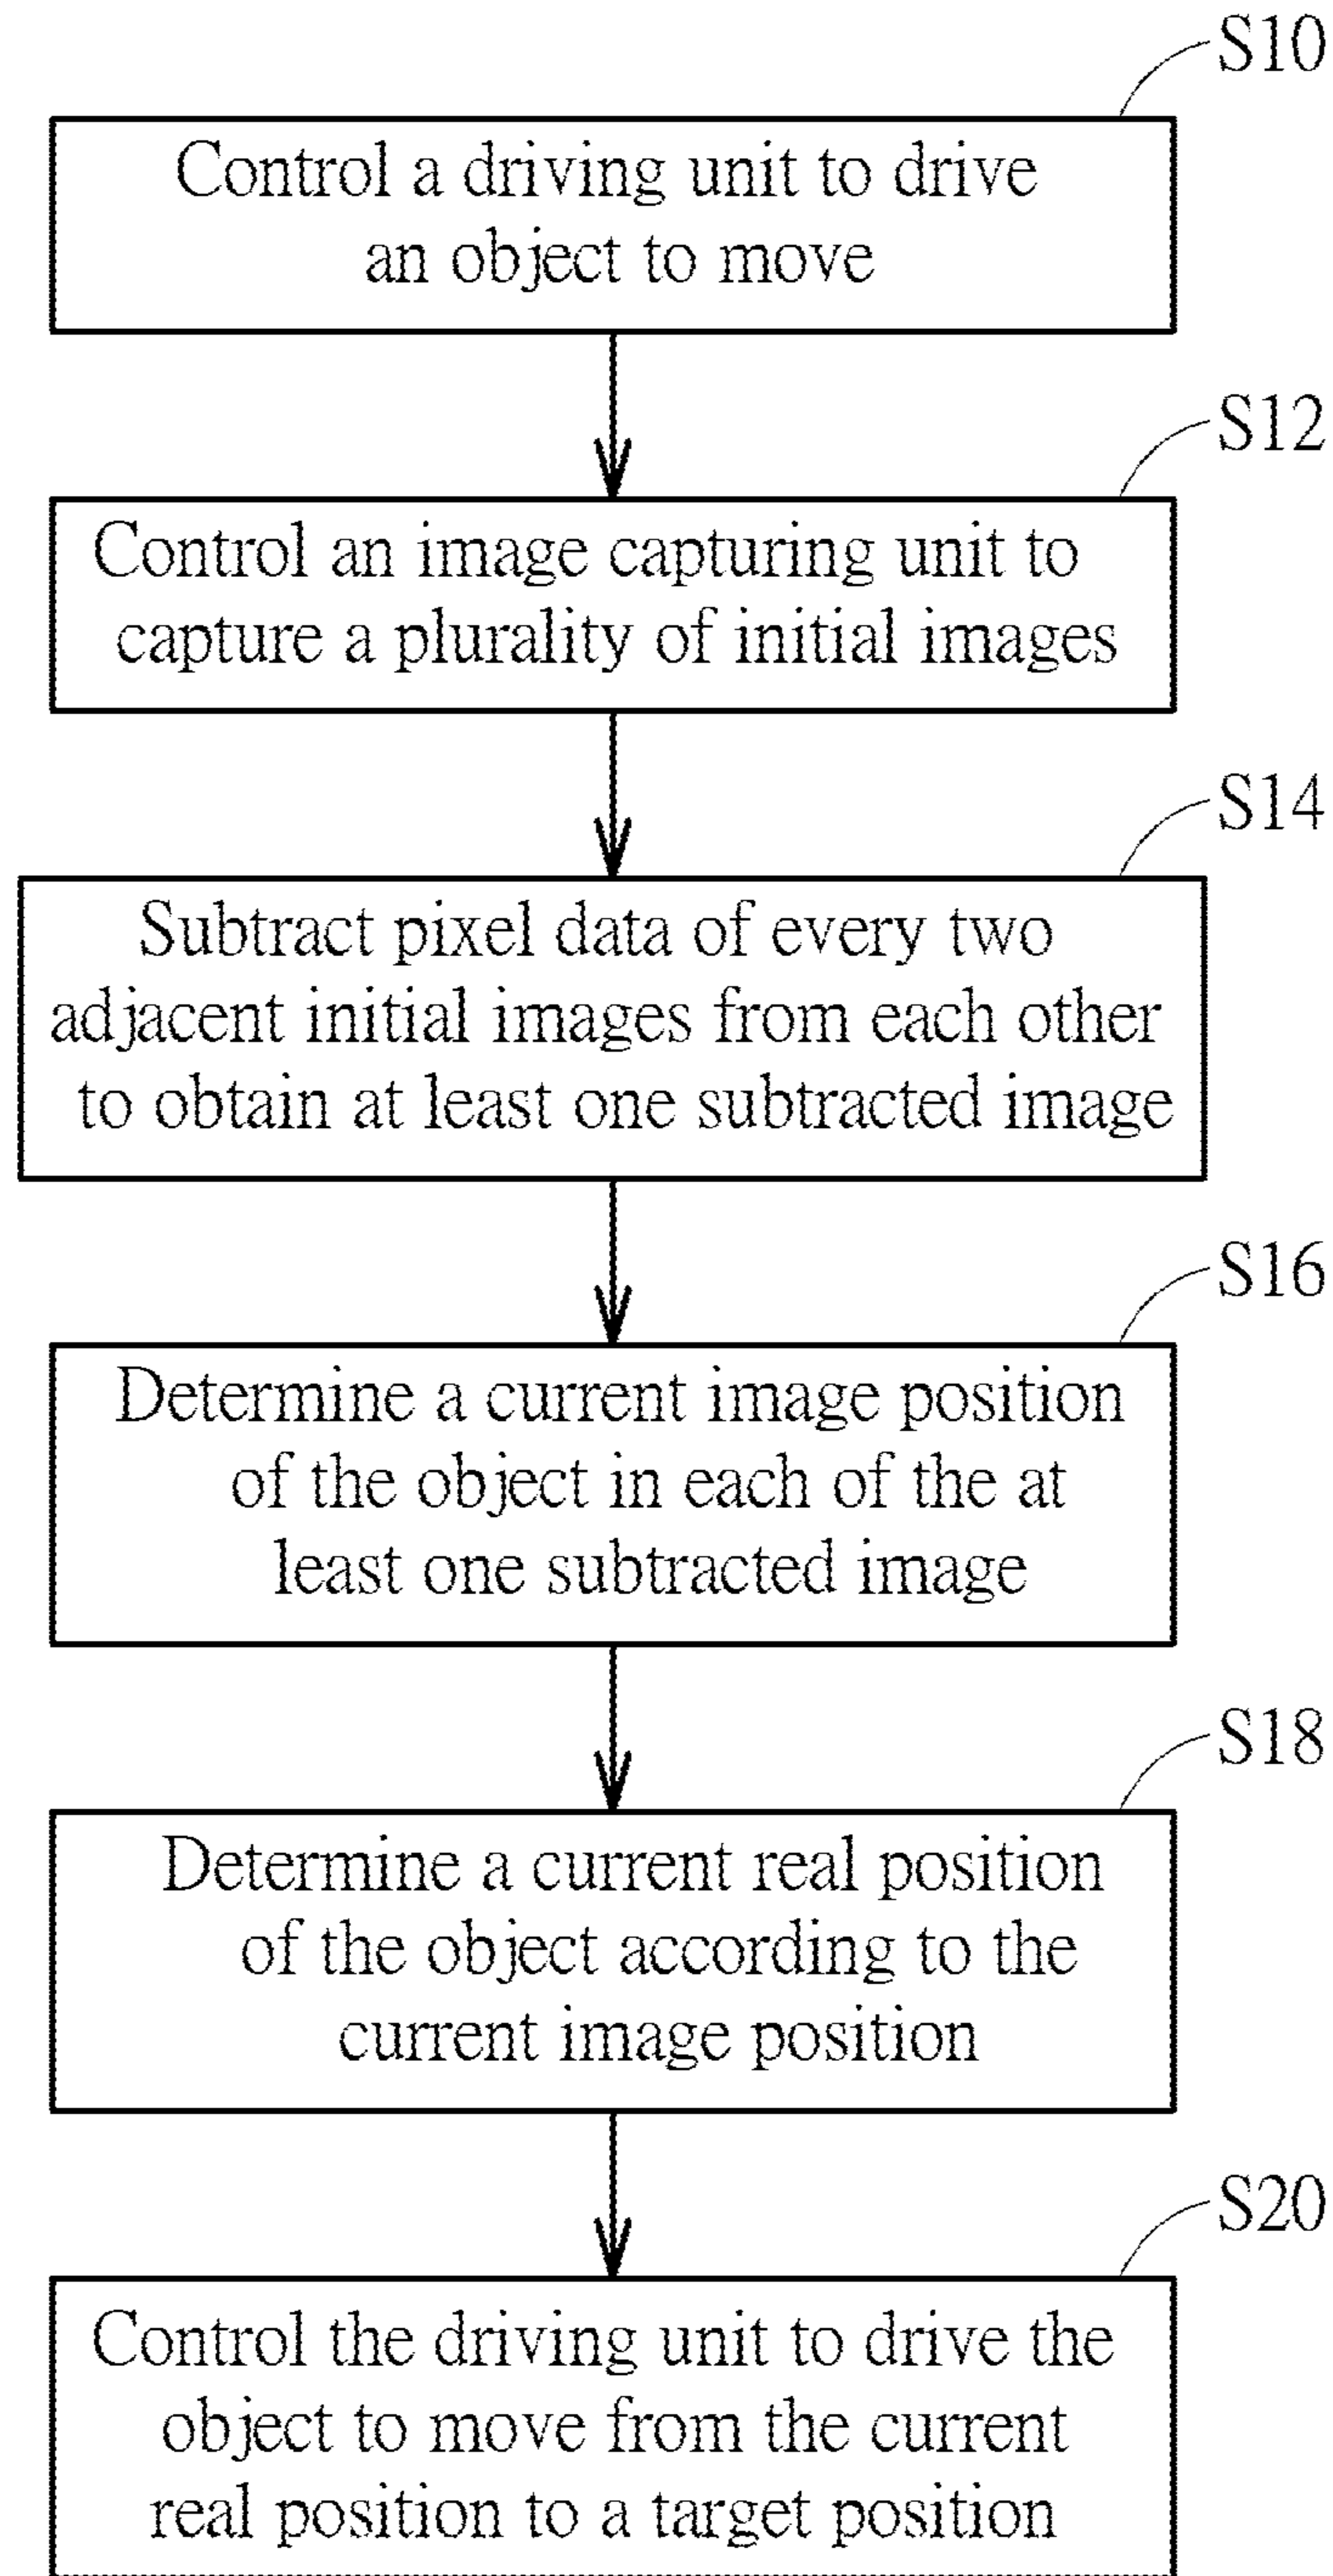 S10
Control a driving unit to drive
an object to move
S12
Control an image capturing unit to
capture a plurality of initial images
S14
Subtract pixel data of every two
adjacent initial images from each other
to obtain at least one subtracted image
S16
Determine a current image position
of the object in each of the at
least one subtracted image
S18
Determine a current real position
of the object according to the
current image position
S20
Control the driving unit to drive the
object to move from the current
real position to a target position